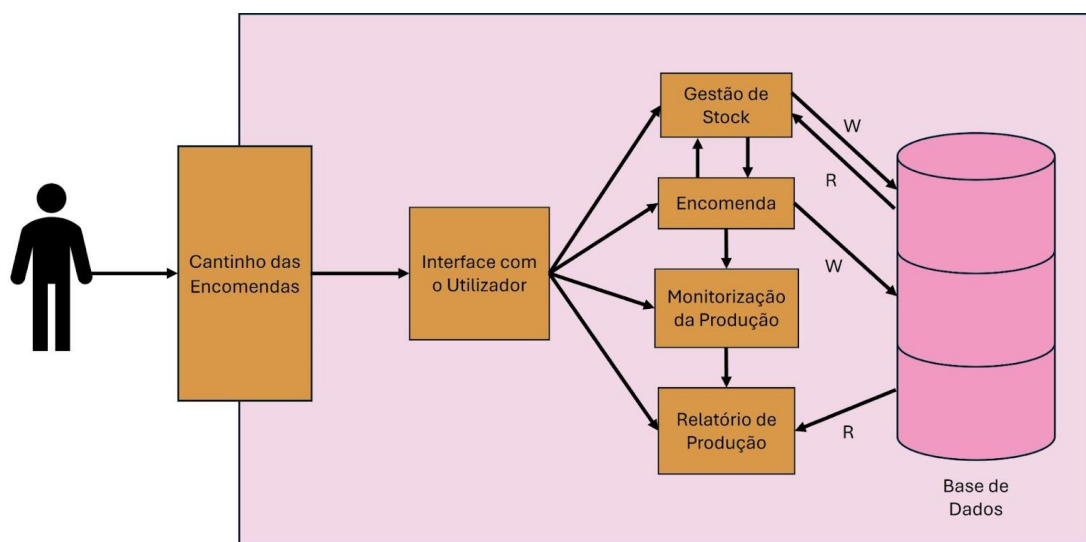 Gestão de
Stock
W
R
Encomenda
Cantinho das
Encomendas
Interface com
o Utilizador
W
Monitorização
da Produção
Relatório de
Produção
R
Base de
Dados